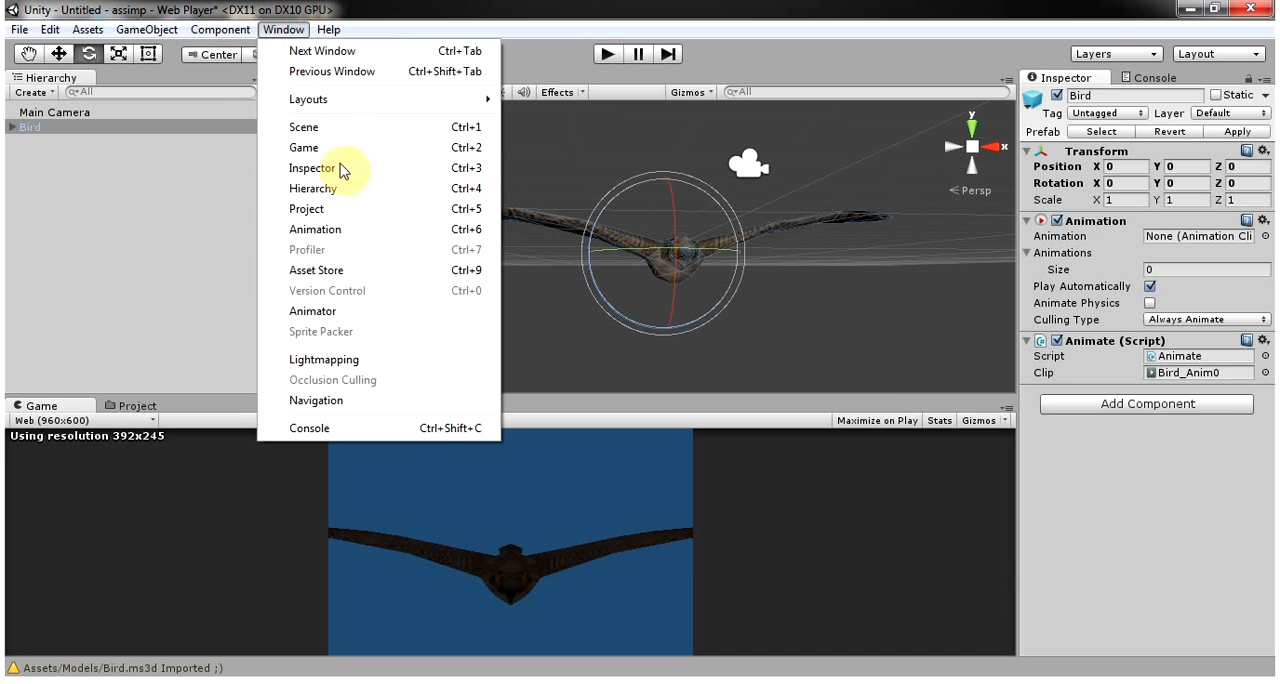 Unity - Untitled - assimp - Web Player* <DX11 on DX10 GPU>
File Edit Assets GameObject Component Window Help
Center
Layers Layout
Hierarchy
Create All
Main Camera
Bird
Next Window Ctrl+Tab
Previous Window Ctrl+Shift+Tab
Layouts
Scene Ctrl+1
Game Ctrl+2
Inspector Ctrl+3
Hierarchy Ctrl+4
Project Ctrl+5
Animation Ctrl+6
Profiler Ctrl+7
Asset Store Ctrl+9
Version Control Ctrl+0
Animator
Sprite Packer
Lightmapping
Occlusion Culling
Navigation
Console Ctrl+Shift+C
Effects Gizmos All
y
x
Persp
Inspector Console
Bird Static
Tag Untagged Layer Default
Prefab Select Revert Apply
Transform
Position X 0 Y 0 Z 0
Rotation X 0 Y 0 Z 0
Scale X 1 Y 1 Z 1
Animation
Animation None (Animation Cli
Animations
Size 0
Play Automatically
Animate Physics
Culling Type Always Animate
Animate (Script)
Script Animate
Clip Bird_Anim0
Add Component
Game Project
Web (960x600) Maximize on Play Stats Gizmos
Using resolution 392x245
Assets/Models/Bird.ms3d Imported ;)